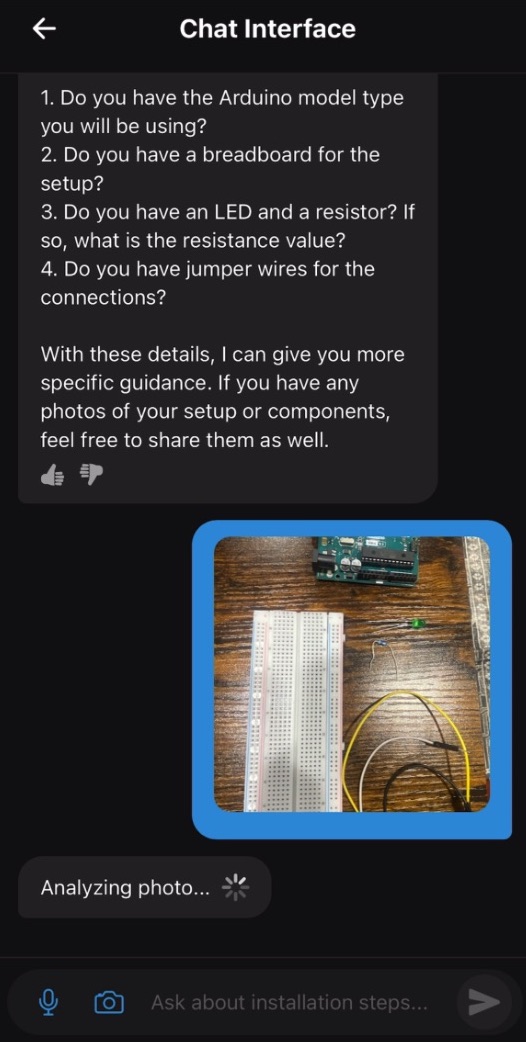 Chat Interface
1. Do you have the Arduino model type
you will be using?
2. Do you have a breadboard for the
setup?
3. Do you have an LED and a resistor? If
so, what is the resistance value?
4. Do you have jumper wires for the
connections?
With these details, I can give you more
specific guidance. If you have any
photos of your setup or components,
feel free to share them as well.
Analyzing photo...
Ask about installation steps...